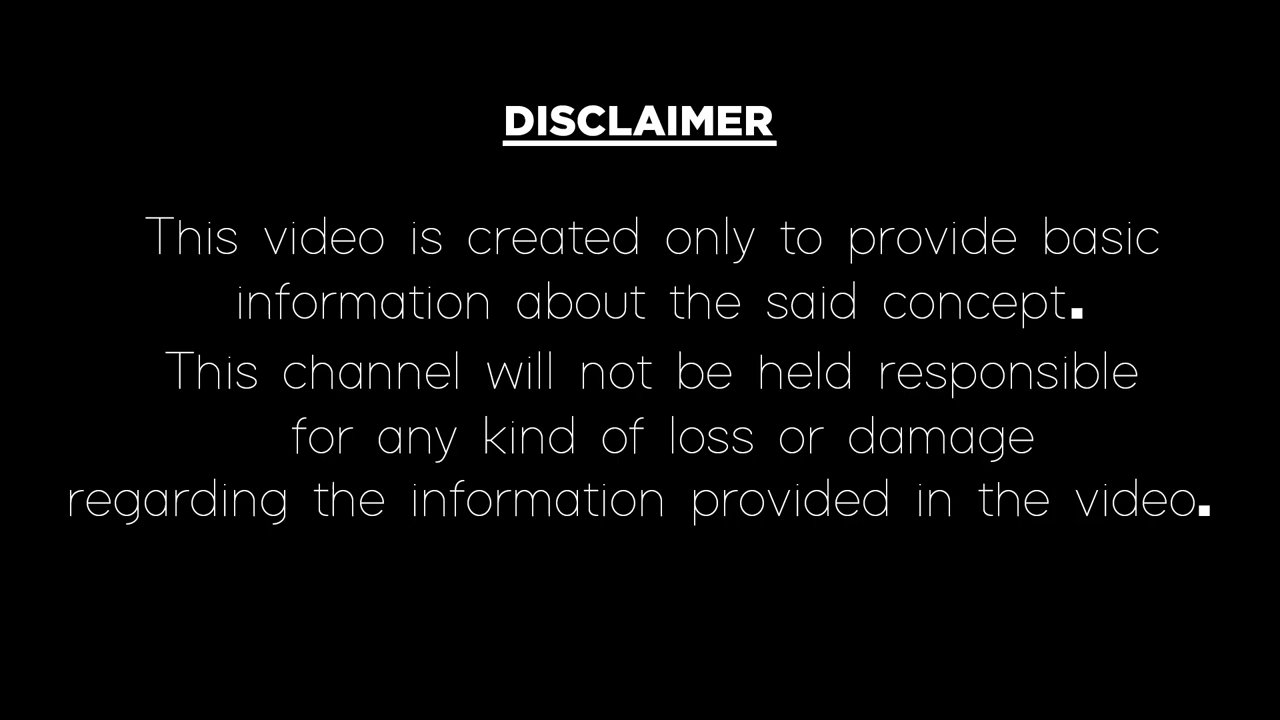 DISCLAIMER
This video is created only to provide basic
information about the said concept.
This channel will not be held responsible
for any kind of loss or damage
regarding the information provided in the video.